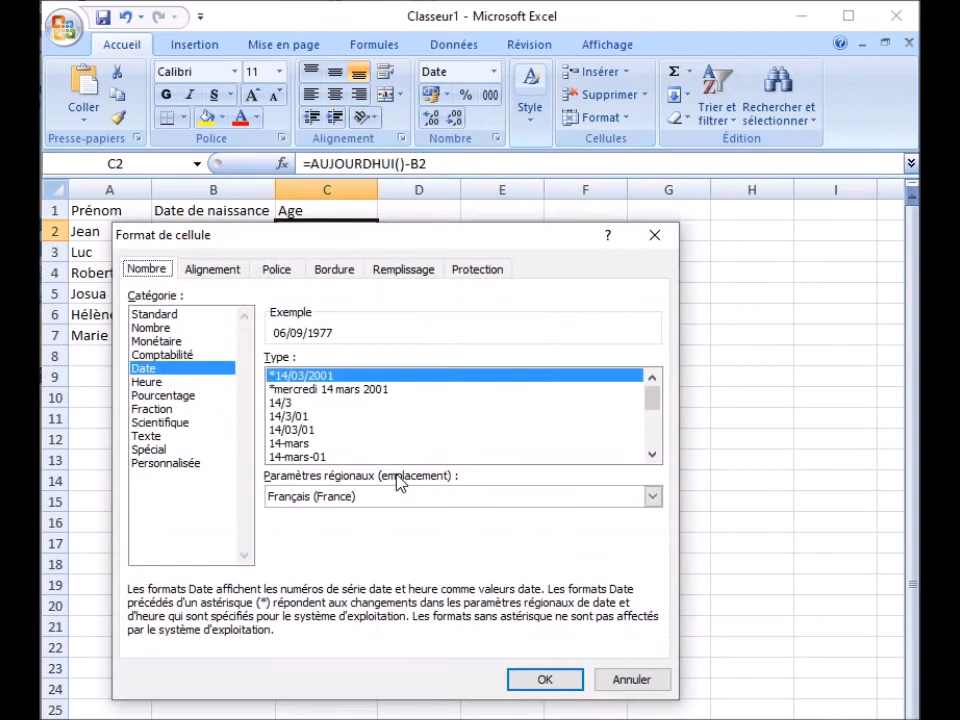 Classeur1 - Microsoft Excel
Accueil Insertion Mise en page Formules Données Révision Affichage
Calibri 11 Date Insérer Σ
Coller G I S A A % 000 Style Supprimer Trier et Rechercher et
A Format filtrer sélectionner
Presse-papiers Police Alignement Nombre Cellules Édition
C2 fx =AUJOURDHUI()-B2
A B C D E F G H I
1 Prénom Date de naissance Age
2 Jean
3 Luc
4 Robert
5 Josua
6 Hélène
7 Marie
8
9
10
11
12
13
14
15
16
17
18
19
20
21
22
23
24
25
Format de cellule ? ×
Nombre Alignement Police Bordure Remplissage Protection
Catégorie :
Standard
Nombre
Monétaire
Comptabilité
Date
Heure
Pourcentage
Fraction
Scientifique
Texte
Spécial
Personnalisée
Exemple
06/09/1977
Type :
*14/03/2001
*mercredi 14 mars 2001
14/3
14/3/01
14/03/01
14-mars
14-mars-01
Paramètres régionaux (emplacement) :
Français (France)
Les formats Date affichent les numéros de série date et heure comme valeurs date. Les formats Date
précédés d'un astérisque (*) répondent aux changements dans les paramètres régionaux de date et
d'heure qui sont spécifiés pour le système d'exploitation. Les formats sans astérisque ne sont pas affectés
par le système d'exploitation.
OK Annuler